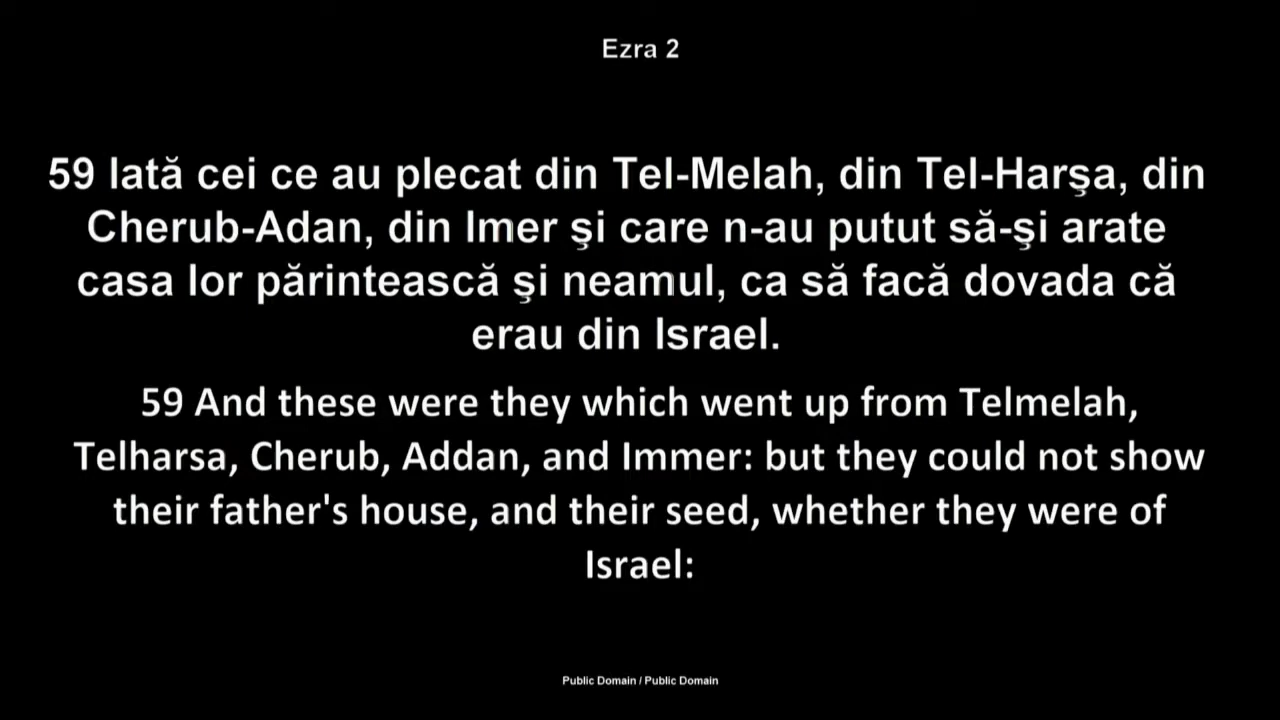 Ezra 2
59 Iată cei ce au plecat din Tel-Melah, din Tel-Harşa, din
Cherub-Adan, din Imer şi care n-au putut să-şi arate
casa lor părintească şi neamul, ca să facă dovada că
erau din Israel.
59 And these were they which went up from Telmelah,
Telharsa, Cherub, Addan, and Immer: but they could not show
their father's house, and their seed, whether they were of
Israel:
Public Domain / Public Domain